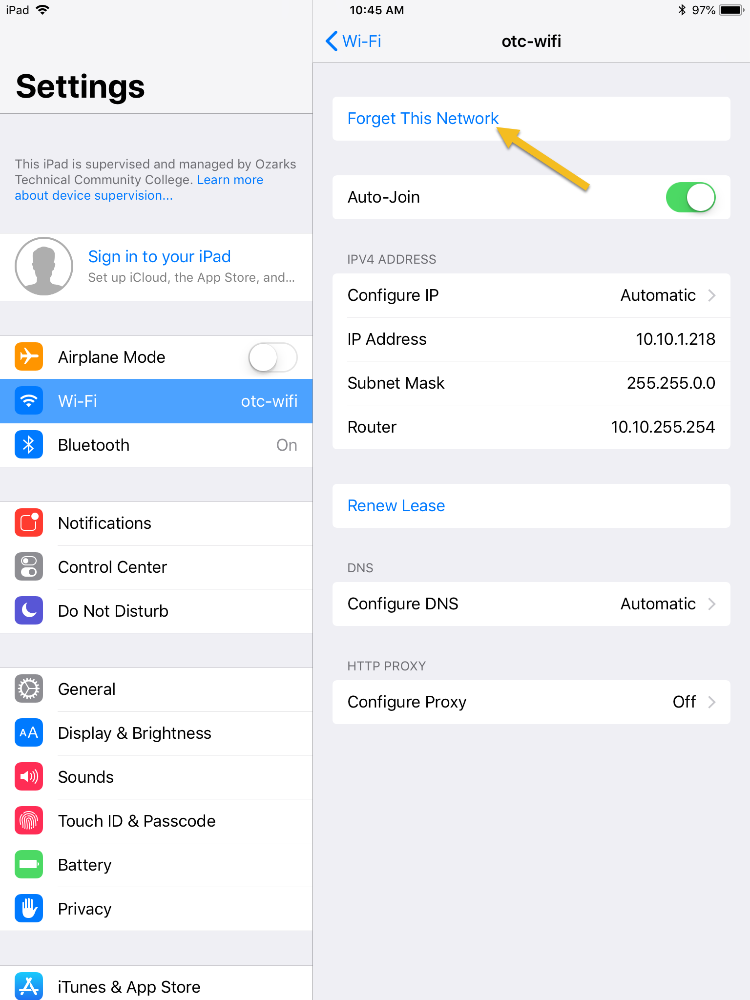 iPad
10:45 AM
97%
Settings
This iPad is supervised and managed by Ozarks
Technical Community College. Learn more
about device supervision...
Sign in to your iPad
Set up iCloud, the App Store, and...
Airplane Mode
Wi-Fi otc-wifi
Bluetooth On
Notifications
Control Center
Do Not Disturb
General
AA Display & Brightness
Sounds
Touch ID & Passcode
Battery
Privacy
iTunes & App Store
Wi-Fi
otc-wifi
Forget This Network
Auto-Join
IPV4 ADDRESS
Configure IP Automatic
IP Address 10.10.1.218
Subnet Mask 255.255.0.0
Router 10.10.255.254
Renew Lease
DNS
Configure DNS Automatic
HTTP PROXY
Configure Proxy Off